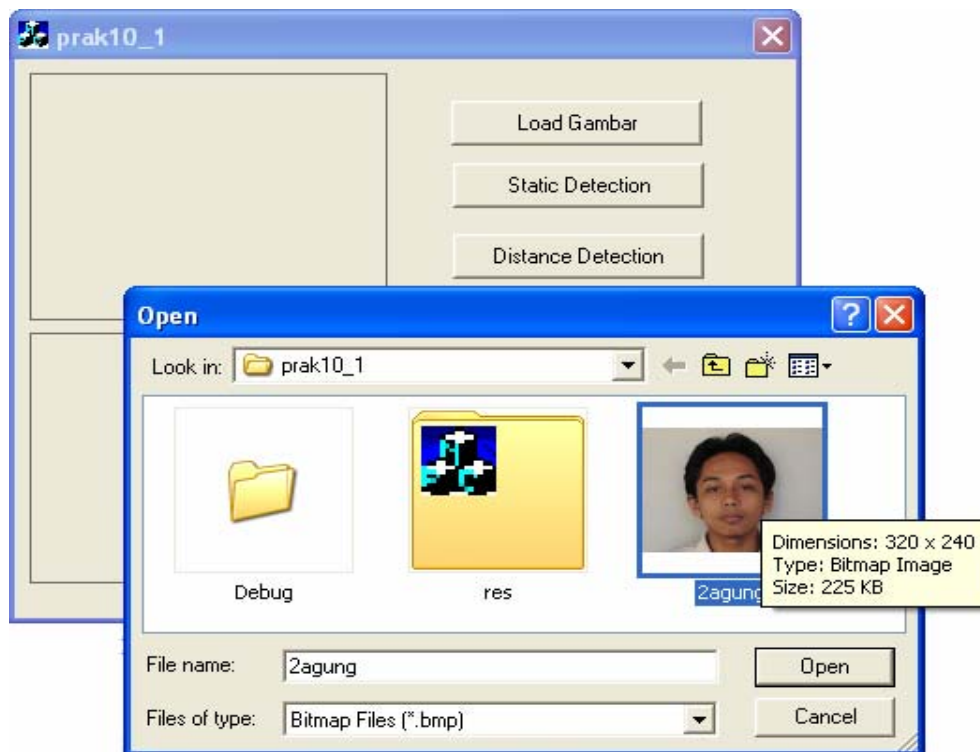 prak10_1
Load Gambar
Static Detection
Distance Detection
Open
Look in: prak10_1
M
F C
Debug
res
2agung
Dimensions: 320 x 240
Type: Bitmap Image
Size: 225 KB
File name: 2agung
Open
Files of type: Bitmap Files (*.bmp)
Cancel